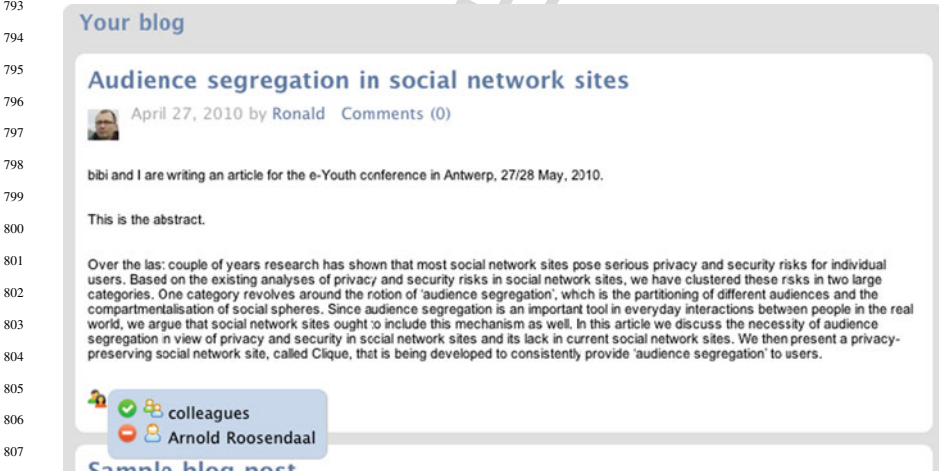 793
Your blog
794
795 Audience segregation in social network sites
796
April 27, 2010 by Ronald Comments (0)
797
798 bibi and I are writing an article for the e-Youth conference in Antwerp, 27/28 May, 2010.
799
This is the abstract.
800
801 Over the las: couple of years research has shown that most social network sites pose serious privacy and security risks for individual
users. Based on the existing analyses of privacy and security risks in social network sites, we have clustered these rsks in two large
802 categories. One category revolves around the rotion of 'audience segregation', which is the partitioning of different audiences and the
compartmentalisation of social spheres. Since audience segregation is an important tool in everyday interactions between people in the real
803 world, we argue that social network sites ought :o include this mechanism as well. In this article we discuss the necessity of audience
segregation n view of privacy and security in social network sites and its lack in current social network sites. We then present a privacy-
804 preserving social network site, called Clique, that is being developed to consistently provide 'audience segregation' to users.
805
806 colleagues
Arnold Roosendaal
807
Sample blog post